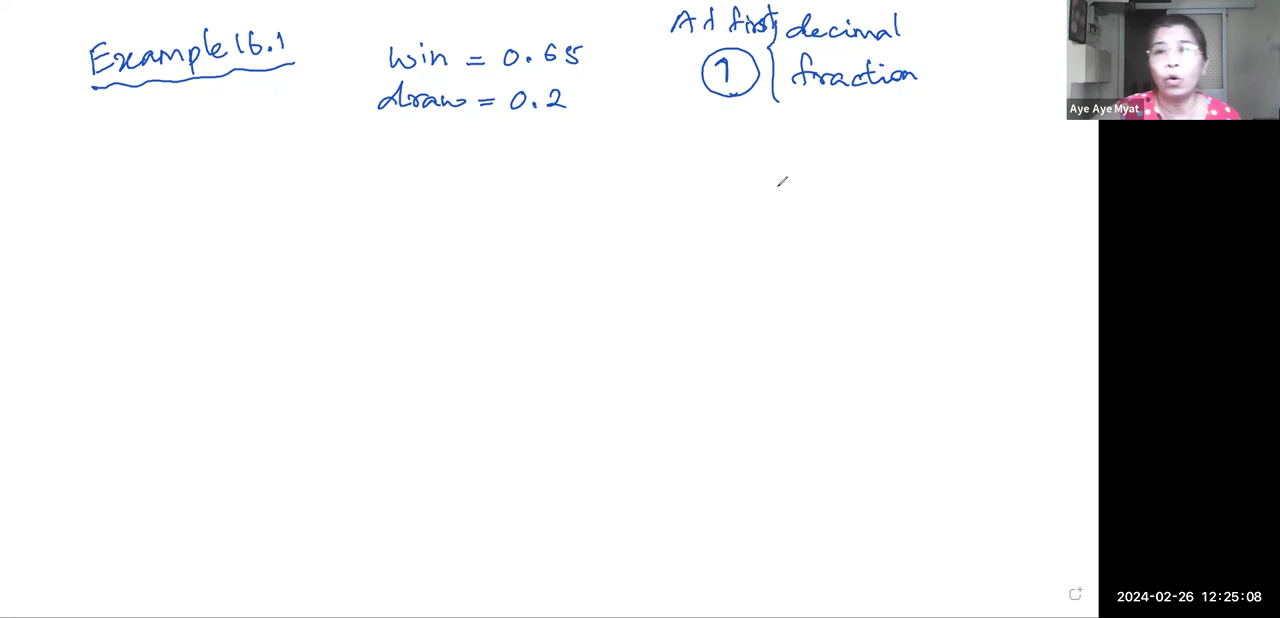 Example 16.1
win = 0.65
draw = 0.2
At first decimal
1 fraction
Aye Aye Myat
2024-02-26 12:25:08